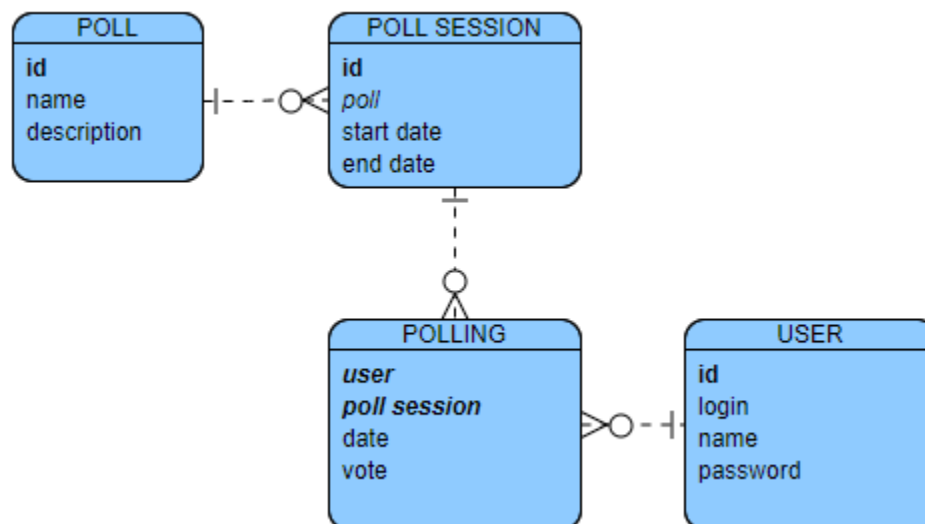 POLL
id
name
description
POLL SESSION
id
poll
start date
end date
POLLING
user
poll session
date
vote
USER
id
login
name
password